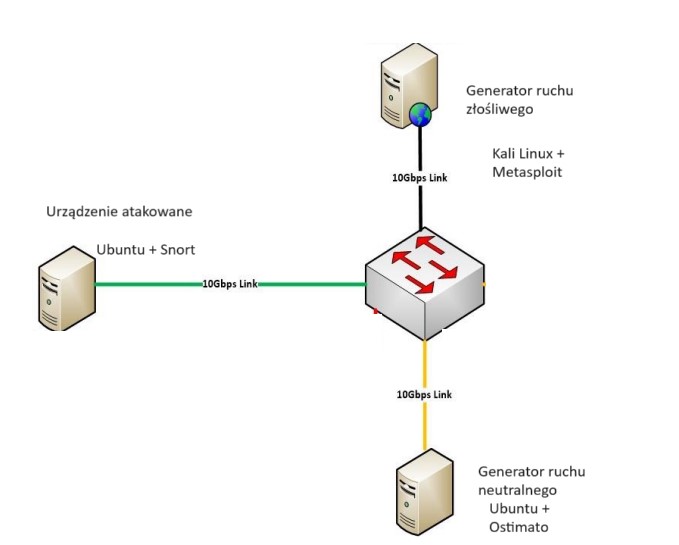 Generator ruchu
złośliwego
Kali Linux +
Metasploit
10Gbps Link
Urządzenie atakowane
Ubuntu + Snort
10Gbps Link
10Gbps Link
Generator ruchu
neutralnego
Ubuntu +
Ostimato